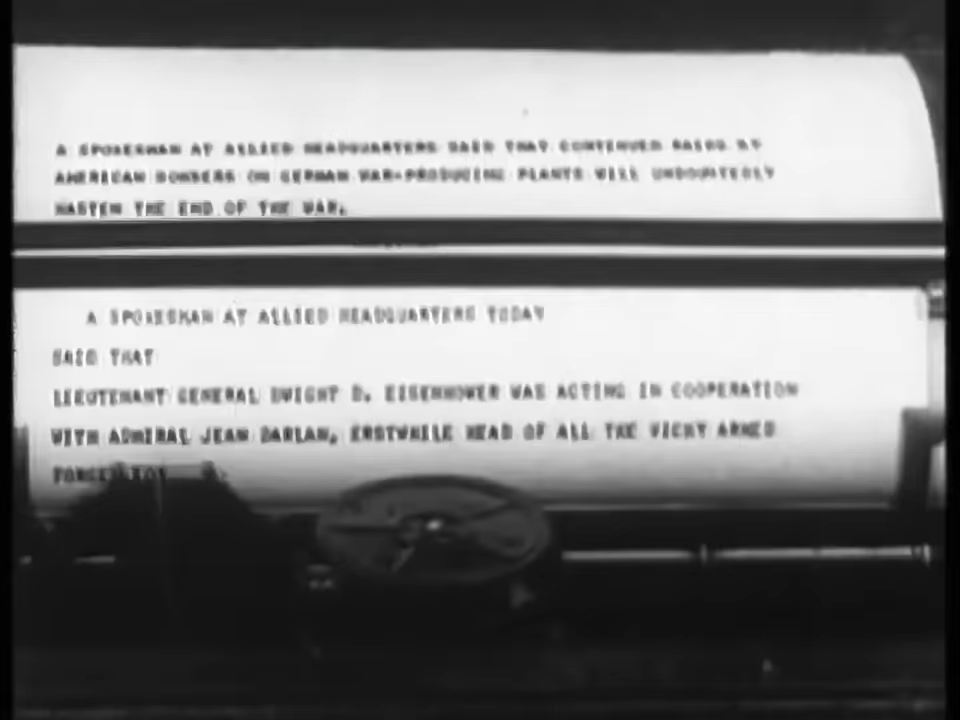 A SPOKESMAN AT ALLIED HEADQUARTERS SAID THAT CONTINUED RAIDS BY
AMERICAN BOMBERS ON GERMAN WAR-PRODUCING PLANTS WILL UNDOUBTEDLY
HASTEN THE END OF THE WAR.
A SPOKESMAN AT ALLIED HEADQUARTERS TODAY
SAID THAT
LIEUTENANT GENERAL DWIGHT D. EISENHOWER WAS ACTING IN COOPERATION
WITH ADMIRAL JEAN DARLAN, ERSTWHILE HEAD OF ALL THE VICHY ARMED
FORCES